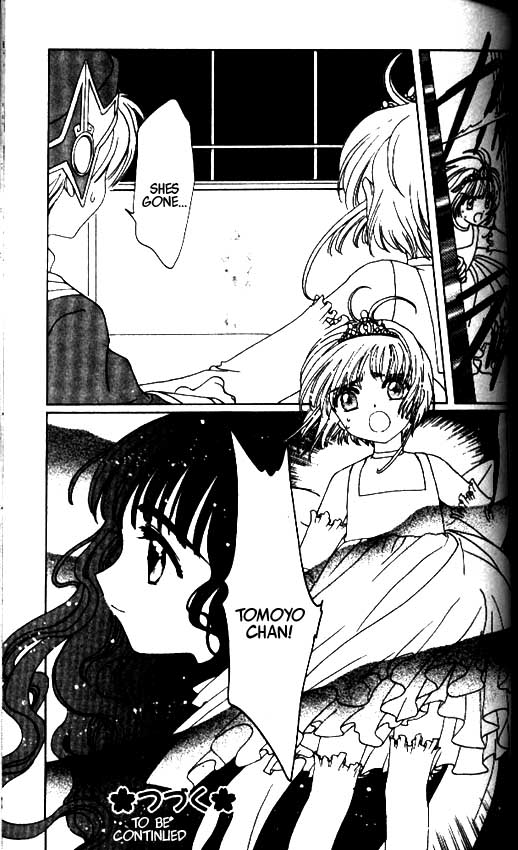 SHES
GONE...
TOMOYO
CHAN!
つづく
TO BE
CONTINUED